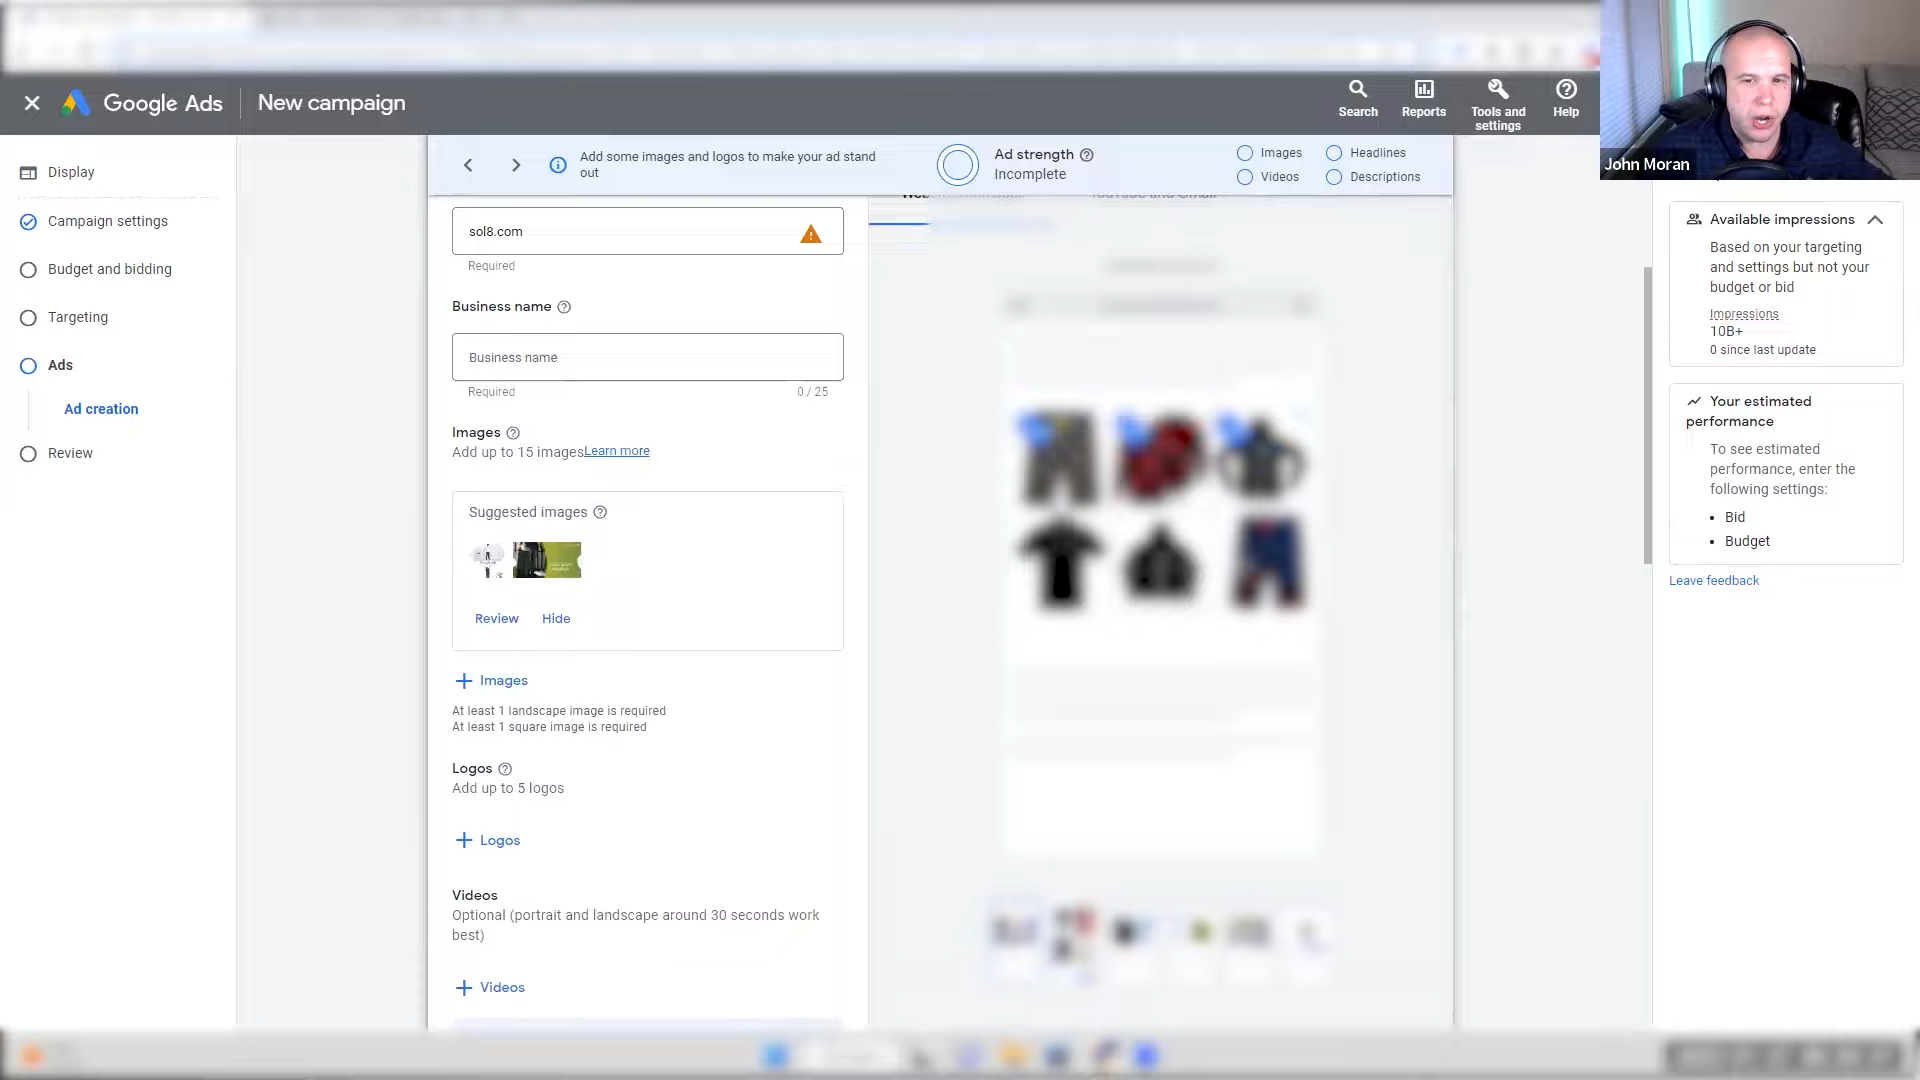 Google Ads
New campaign
Search
Reports
Tools and
settings
Help
John Moran
Display
Campaign settings
Budget and bidding
Targeting
Ads
Ad creation
Review
Add some images and logos to make your ad stand
out
Ad strength
Incomplete
Images
Headlines
Videos
Descriptions
sol8.com
Required
Business name
Business name
Required
0 / 25
Images
Add up to 15 imagesLearn more
Suggested images
Review
Hide
Images
At least 1 landscape image is required
At least 1 square image is required
Logos
Add up to 5 logos
Logos
Videos
Optional (portrait and landscape around 30 seconds work
best)
Videos
Available impressions
Based on your targeting
and settings but not your
budget or bid
Impressions
10B+
0 since last update
Your estimated
performance
To see estimated
performance, enter the
following settings:
• Bid
• Budget
Leave feedback